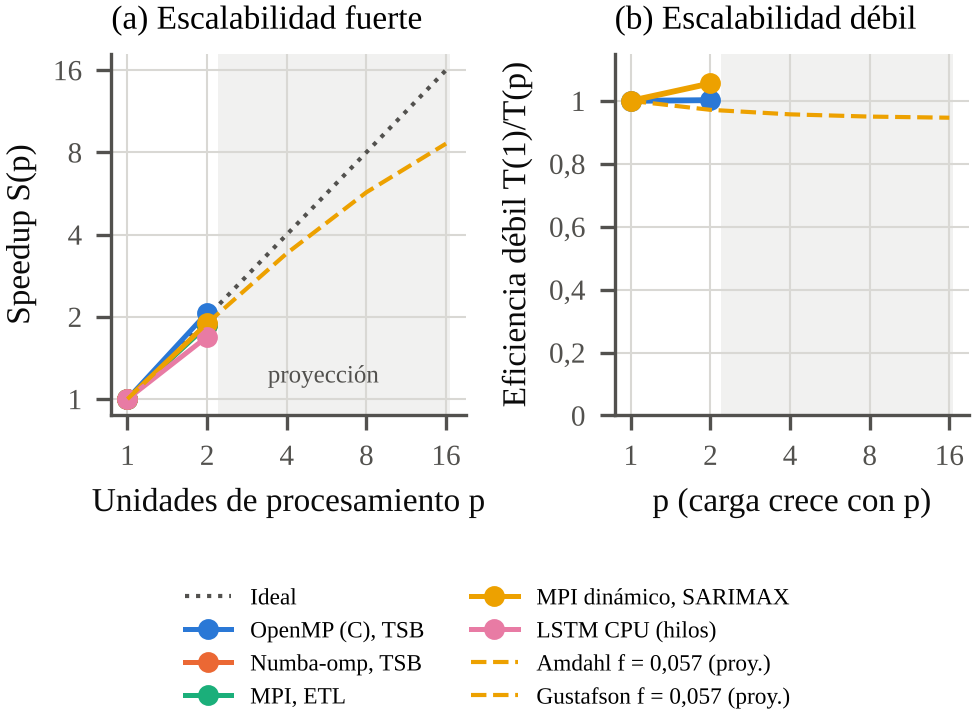 (a) Escalabilidad fuerte
(b) Escalabilidad débil
Speedup S(p)
16
8
4
2
1
proyección
1
2
4
8
16
Unidades de procesamiento p
Eficiencia débil T(1)/T(p)
1
0,8
0,6
0,4
0,2
0
1
2
4
8
16
p (carga crece con p)
Ideal
OpenMP (C), TSB
Numba-omp, TSB
MPI, ETL
MPI dinámico, SARIMAX
LSTM CPU (hilos)
Amdahl f = 0,057 (proy.)
Gustafson f = 0,057 (proy.)